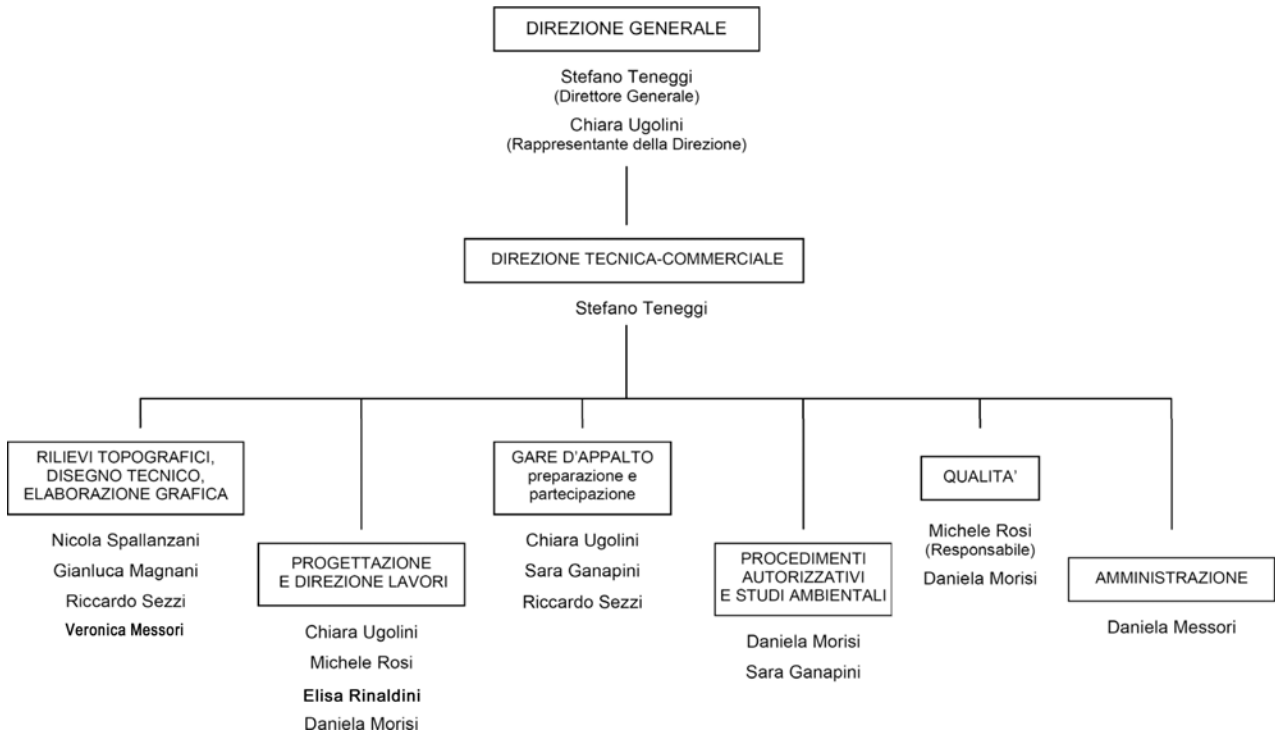 DIREZIONE GENERALE
Stefano Teneggi
(Direttore Generale)
Chiara Ugolini
(Rappresentante della Direzione)
DIREZIONE TECNICA-COMMERCIALE
Stefano Teneggi
RILIEVI TOPOGRAFICI,
DISEGNO TECNICO,
ELABORAZIONE GRAFICA
Nicola Spallanzani
Gianluca Magnani
Riccardo Sezzi
Veronica Messori
PROGETTAZIONE
E DIREZIONE LAVORI
Chiara Ugolini
Michele Rosi
Elisa Rinaldini
Daniela Morisi
GARE D'APPALTO
preparazione e
partecipazione
Chiara Ugolini
Sara Ganapini
Riccardo Sezzi
PROCEDIMENTI
AUTORIZZATIVI
E STUDI AMBIENTALI
Daniela Morisi
Sara Ganapini
QUALITA'
Michele Rosi
(Responsabile)
Daniela Morisi
AMMINISTRAZIONE
Daniela Messori